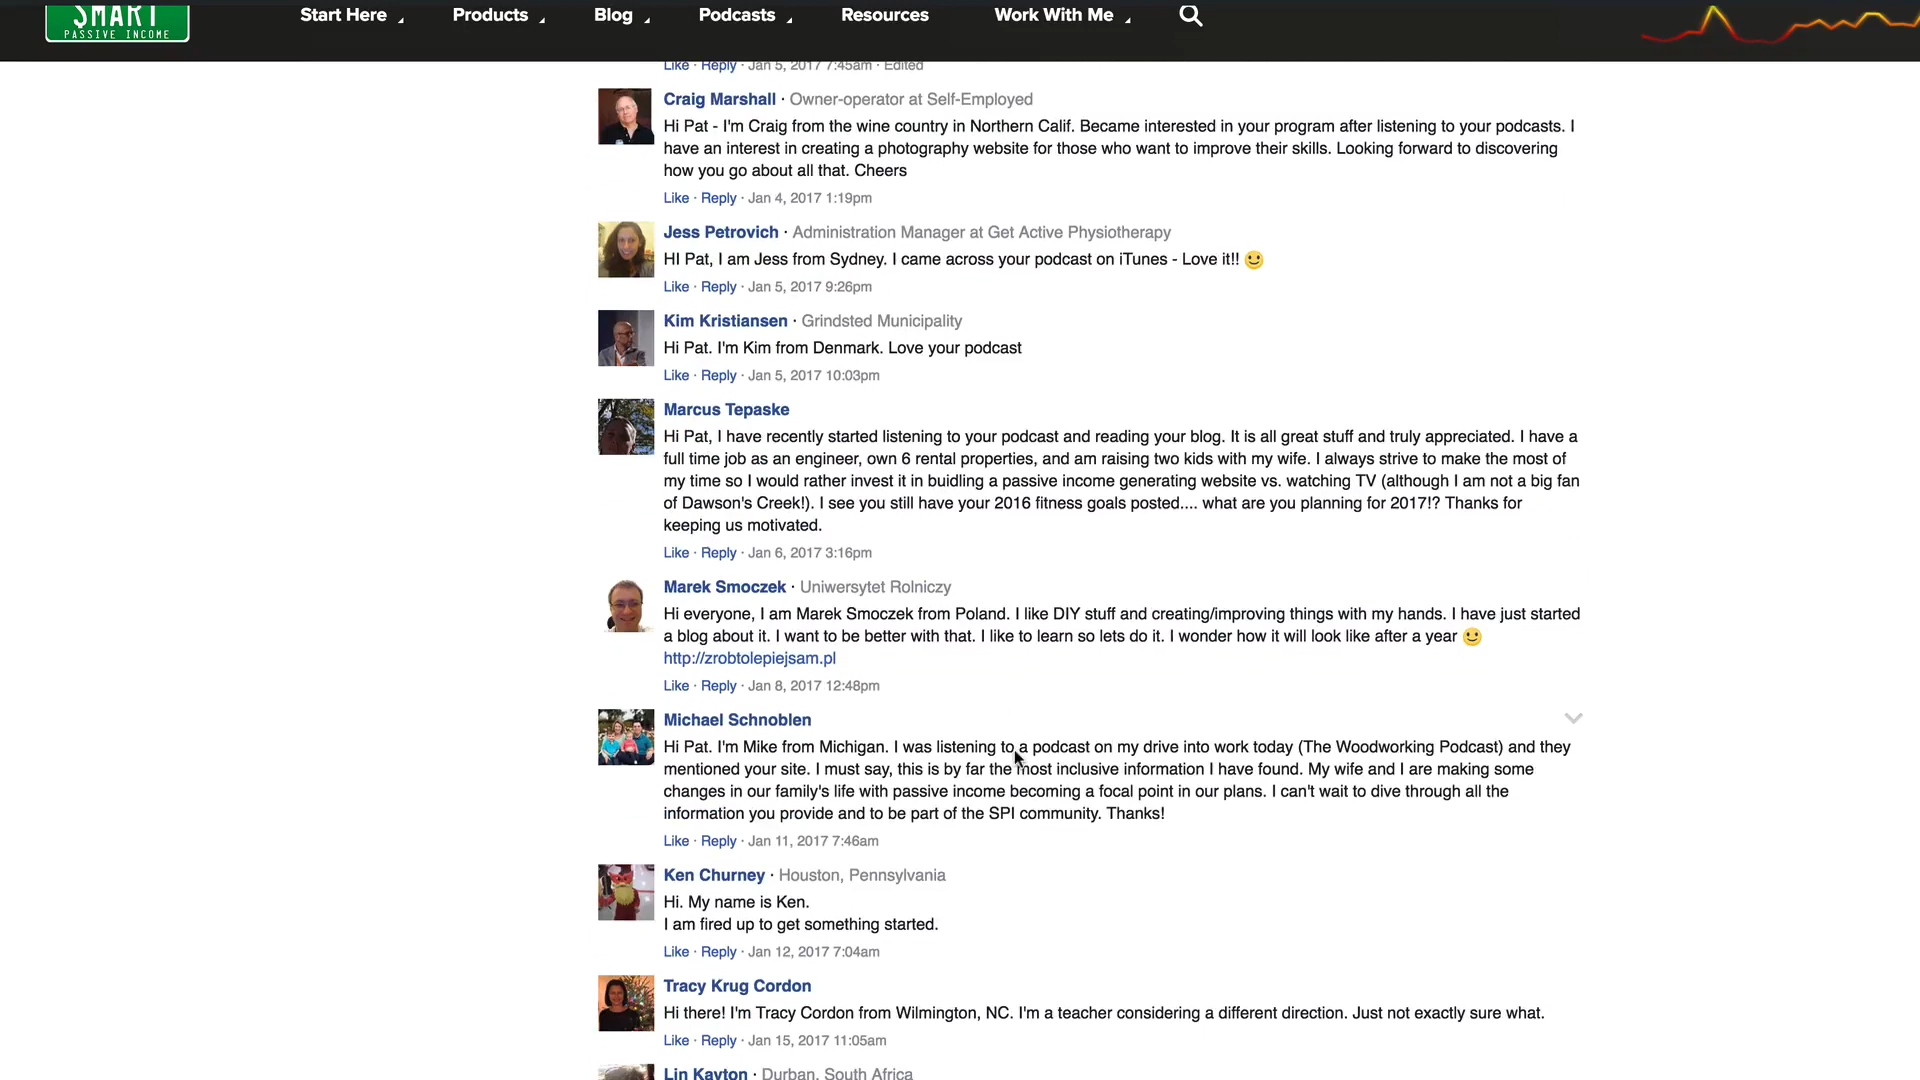 $MART
PASSIVE INCOME
Start Here
Products
Blog
Podcasts
Resources
Work With Me
Like · Reply · Jan 5, 2017 7:45am · Edited
Craig Marshall · Owner-operator at Self-Employed
Hi Pat - I'm Craig from the wine country in Northern Calif. Became interested in your program after listening to your podcasts. I
have an interest in creating a photography website for those who want to improve their skills. Looking forward to discovering
how you go about all that. Cheers
Like · Reply · Jan 4, 2017 1:19pm
Jess Petrovich · Administration Manager at Get Active Physiotherapy
HI Pat, I am Jess from Sydney. I came across your podcast on iTunes - Love it!! 🙂
Like · Reply · Jan 5, 2017 9:26pm
Kim Kristiansen · Grindsted Municipality
Hi Pat. I'm Kim from Denmark. Love your podcast
Like · Reply · Jan 5, 2017 10:03pm
Marcus Tepaske
Hi Pat, I have recently started listening to your podcast and reading your blog. It is all great stuff and truly appreciated. I have a
full time job as an engineer, own 6 rental properties, and am raising two kids with my wife. I always strive to make the most of
my time so I would rather invest it in buidling a passive income generating website vs. watching TV (although I am not a big fan
of Dawson's Creek!). I see you still have your 2016 fitness goals posted.... what are you planning for 2017!? Thanks for
keeping us motivated.
Like · Reply · Jan 6, 2017 3:16pm
Marek Smoczek · Uniwersytet Rolniczy
Hi everyone, I am Marek Smoczek from Poland. I like DIY stuff and creating/improving things with my hands. I have just started
a blog about it. I want to be better with that. I like to learn so lets do it. I wonder how it will look like after a year 🙂
http://zrobtolepiejsam.pl
Like · Reply · Jan 8, 2017 12:48pm
Michael Schnoblen
Hi Pat. I'm Mike from Michigan. I was listening to a podcast on my drive into work today (The Woodworking Podcast) and they
mentioned your site. I must say, this is by far the most inclusive information I have found. My wife and I are making some
changes in our family's life with passive income becoming a focal point in our plans. I can't wait to dive through all the
information you provide and to be part of the SPI community. Thanks!
Like · Reply · Jan 11, 2017 7:46am
Ken Churney · Houston, Pennsylvania
Hi. My name is Ken.
I am fired up to get something started.
Like · Reply · Jan 12, 2017 7:04am
Tracy Krug Cordon
Hi there! I'm Tracy Cordon from Wilmington, NC. I'm a teacher considering a different direction. Just not exactly sure what.
Like · Reply · Jan 15, 2017 11:05am
Lin Kayton · Durban, South Africa